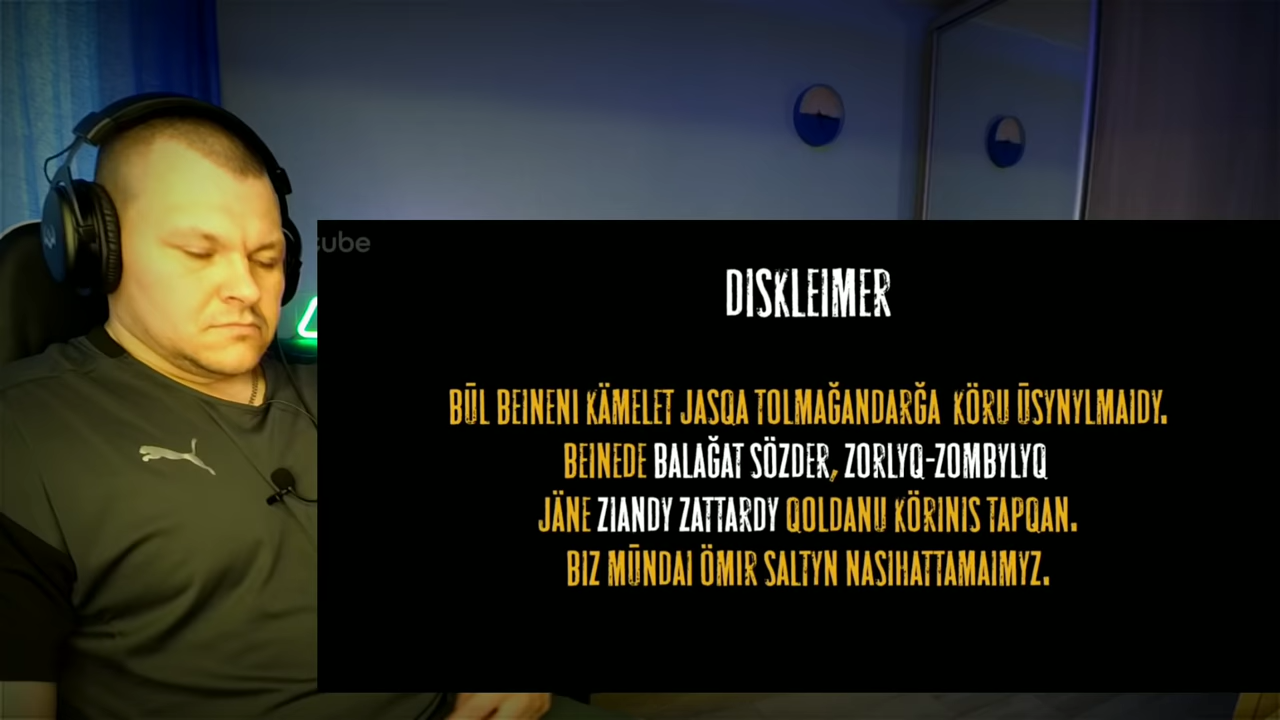 tube
DISKLEIMER
BŪL BEINENI KÄMELET JASQA TOLMAĞANDARĞA KÖRU ŪSYNYLMAIDY.
BEINEDE BALAĞAT SÖZDER, ZORLYQ-ZOMBYLYQ
JÄNE ZIANDY ZATTARDY QOLDANU KÖRINIS TAPQAN.
BIZ MŪNDAI ÖMIR SALTYN NASIHATTAMAIMYZ.